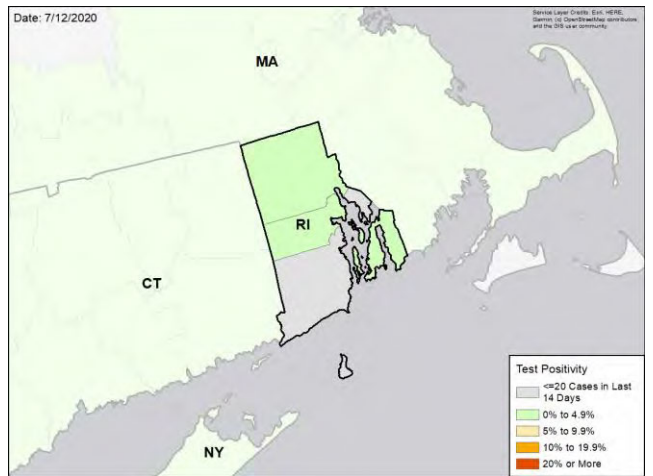 Date: 7/12/2020
Service Layer Credits: Esri, HERE,
Garmin, (c) OpenStreetMap contributors,
and the GIS user community
MA
RI
CT
NY
Test Positivity
<=20 Cases in Last
14 Days
0% to 4.9%
5% to 9.9%
10% to 19.9%
20% or More